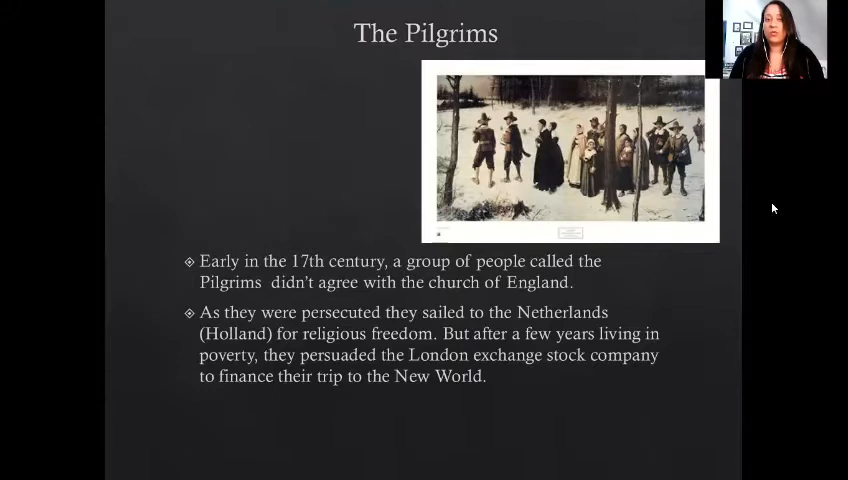 The Pilgrims
Early in the 17th century, a group of people called the
Pilgrims didn't agree with the church of England.
As they were persecuted they sailed to the Netherlands
(Holland) for religious freedom. But after a few years living in
poverty, they persuaded the London exchange stock company
to finance their trip to the New World.